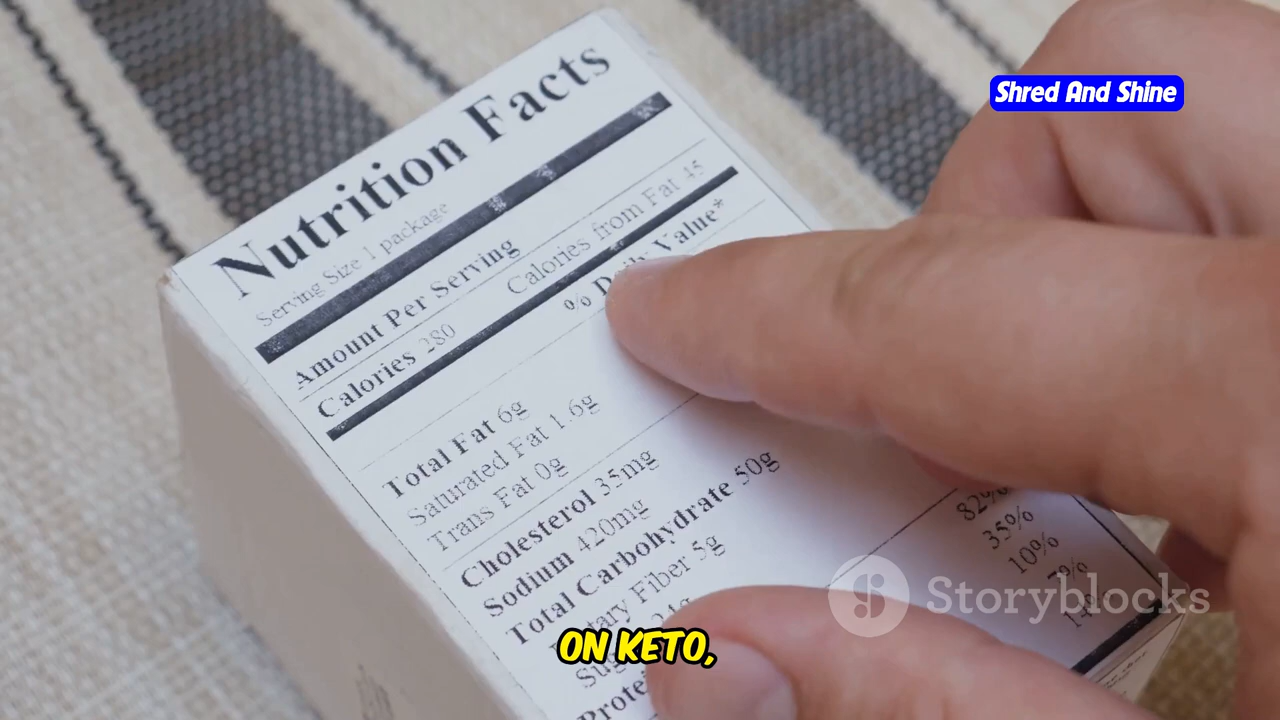 Shred And Shine
Nutrition Facts
Serving Size 1 package
Amount Per Serving
Calories 280 Calories from Fat 45
% Daily Value*
Total Fat 6g
Saturated Fat 1.6g
Trans Fat 0g
Cholesterol 35mg
Sodium 420mg
Total Carbohydrate 50g
Fiber 5g
82%
35%
10%
7%
Storyblocks
ON KETO,